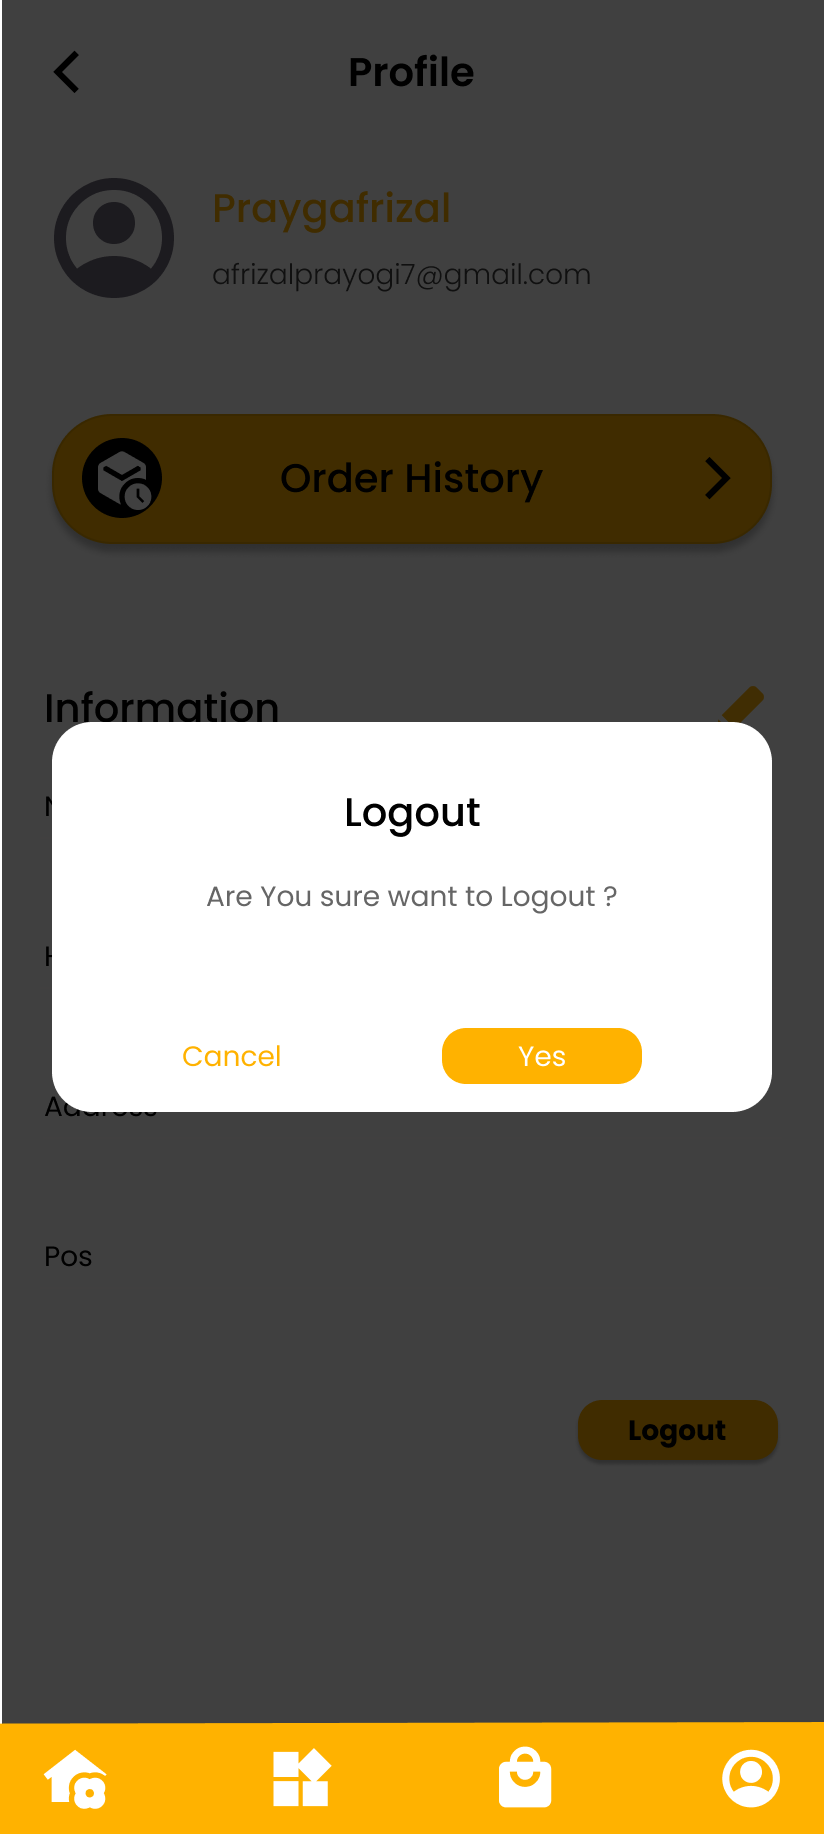 Profile
Praygafrizal
afrizalprayogi7@gmail.com
Order History
Information
Logout
Are You sure want to Logout ?
Cancel
Yes
Address
Pos
Logout